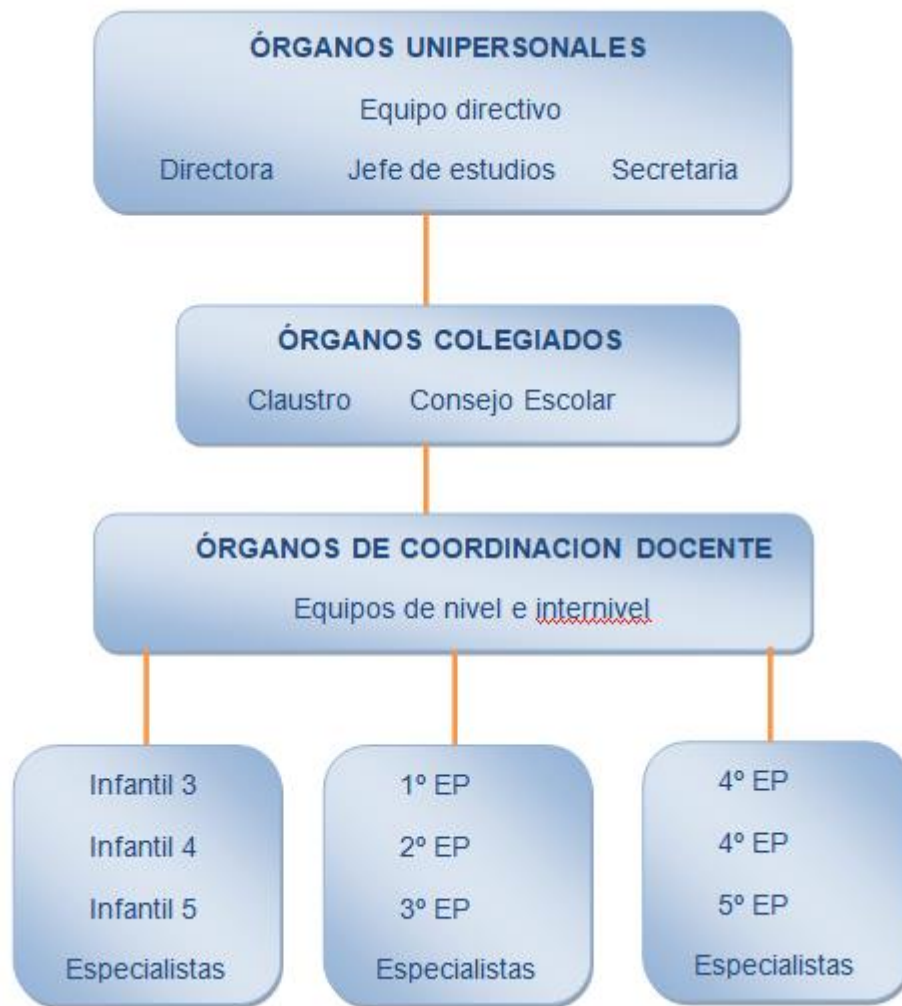 ÓRGANOS UNIPERSONALES
Equipo directivo
Directora Jefe de estudios Secretaria
ÓRGANOS COLEGIADOS
Claustro Consejo Escolar
ÓRGANOS DE COORDINACION DOCENTE
Equipos de nivel e internivel
Infantil 3
Infantil 4
Infantil 5
Especialistas
1º EP
2º EP
3º EP
Especialistas
4º EP
4º EP
5º EP
Especialistas